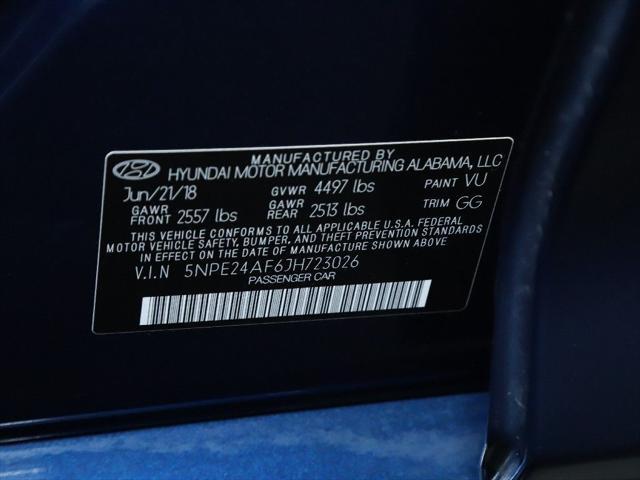 MANUFACTURED BY
HYUNDAI MOTOR MANUFACTURING ALABAMA, LLC
Jun/21/18 GVWR 4497 lbs PAINT VU
GAWR FRONT 2557 lbs GAWR REAR 2513 lbs TRIM GG
THIS VEHICLE CONFORMS TO ALL APPLICABLE U.S.A. FEDERAL
MOTOR VEHICLE SAFETY, BUMPER, AND THEFT PREVENTION STANDARDS
IN EFFECT ON THE DATE OF MANUFACTURE SHOWN ABOVE.
V.I.N 5NPE24AF6JH723026
PASSENGER CAR